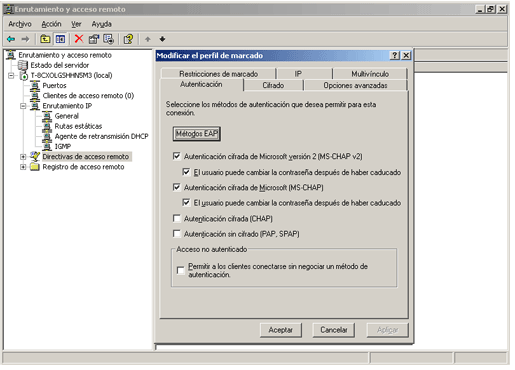 Enrutamiento y acceso remoto
Archivo Acción Ver Ayuda
Enrutamiento y acceso remoto
Estado del servidor
T-8CXOLGSHHN5M3 (local)
Puertos
Clientes de acceso remoto (0)
Enrutamiento IP
General
Rutas estáticas
Agente de retransmisión DHCP
IGMP
Directivas de acceso remoto
Registro de acceso remoto
Modificar el perfil de marcado
Restricciones de marcado IP Multivínculo
Autenticación Cifrado Opciones avanzadas
Seleccione los métodos de autenticación que desea permitir para esta
conexión.
Métodos EAP
Autenticación cifrada de Microsoft versión 2 (MS-CHAP v2)
El usuario puede cambiar la contraseña después de haber caducado
Autenticación cifrada de Microsoft (MS-CHAP)
El usuario puede cambiar la contraseña después de haber caducado
Autenticación cifrada (CHAP)
Autenticación sin cifrado (PAP, SPAP)
Acceso no autenticado
Permitir a los clientes conectarse sin negociar un método de
autenticación.
Aceptar Cancelar Aplicar